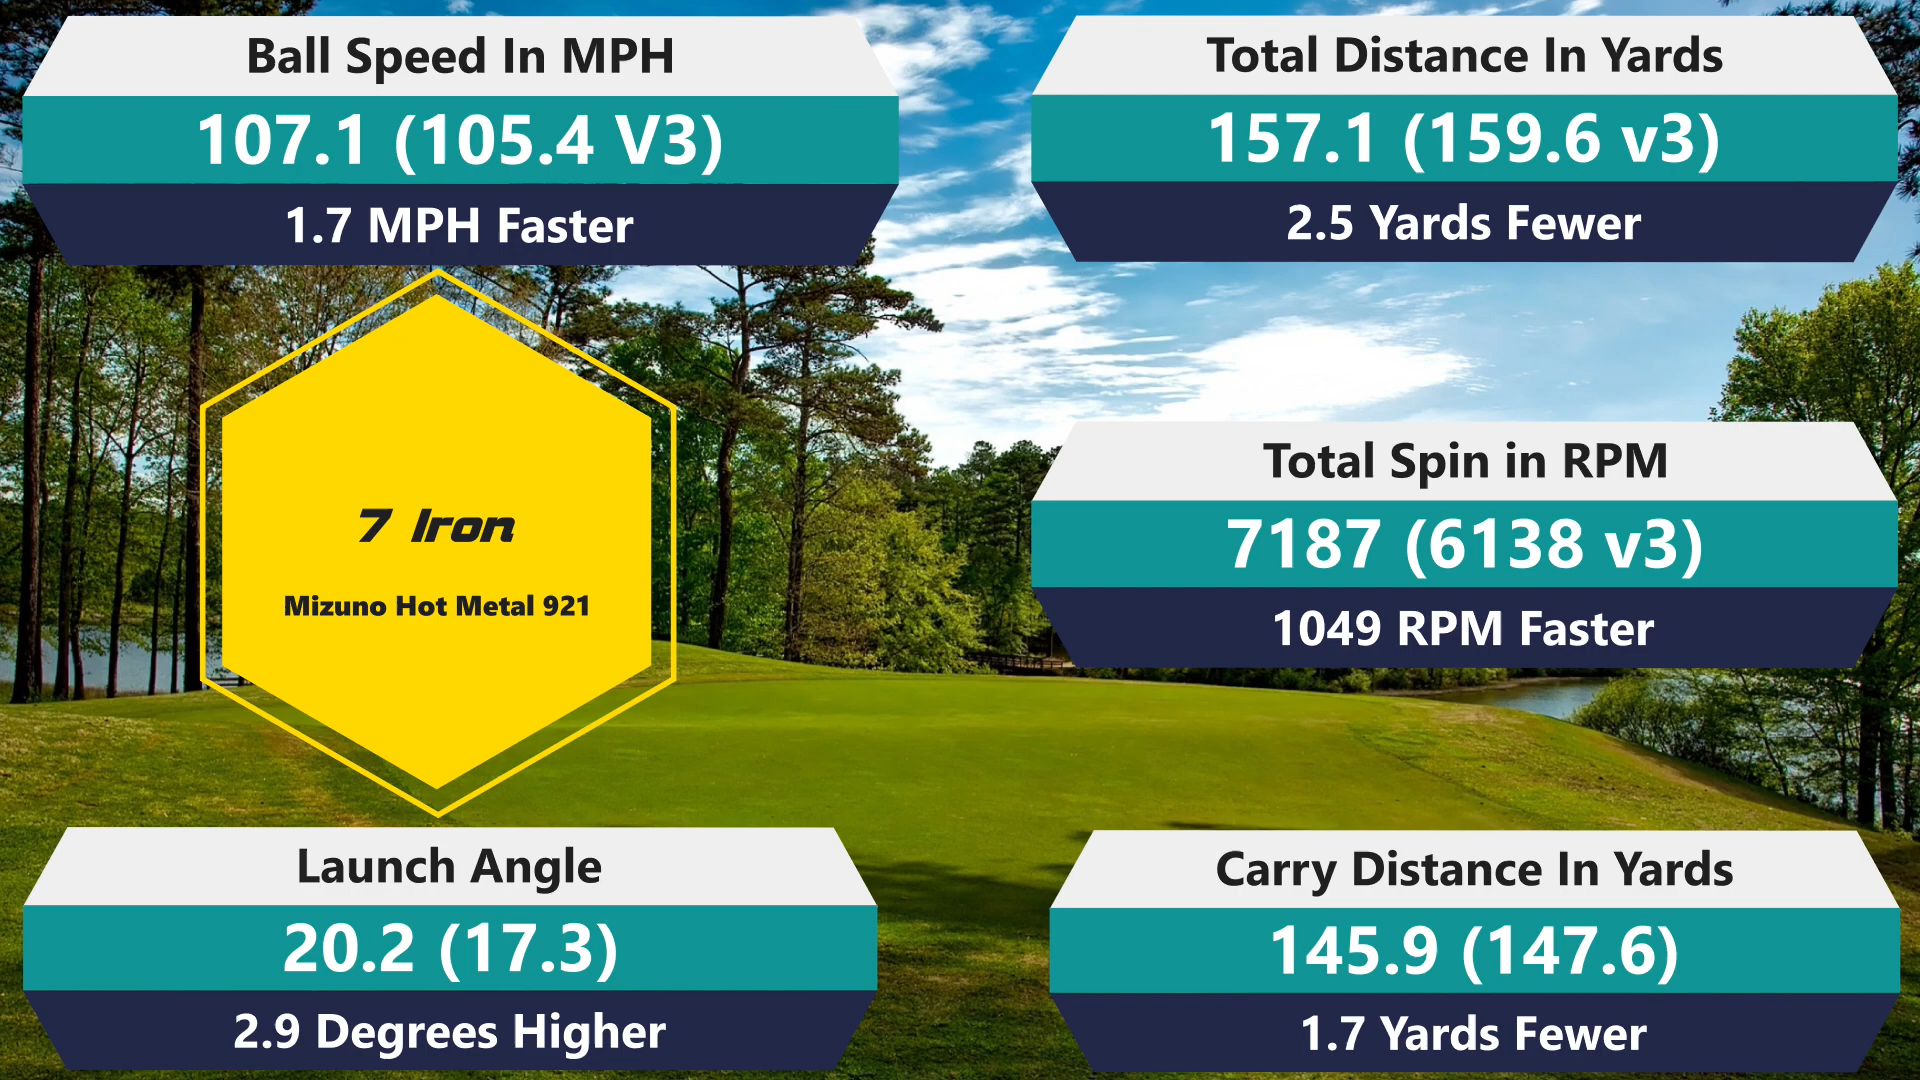 Ball Speed In MPH
107.1 (105.4 V3)
1.7 MPH Faster
Total Distance In Yards
157.1 (159.6 v3)
2.5 Yards Fewer
7 Iron
Mizuno Hot Metal 921
Total Spin in RPM
7187 (6138 v3)
1049 RPM Faster
Launch Angle
20.2 (17.3)
2.9 Degrees Higher
Carry Distance In Yards
145.9 (147.6)
1.7 Yards Fewer